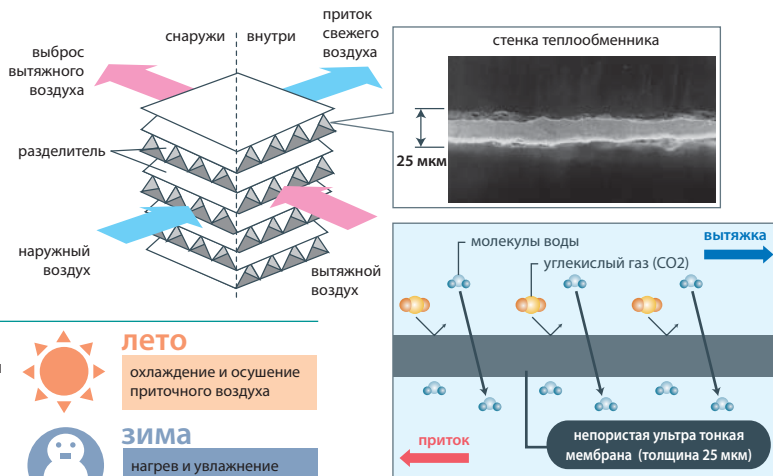 выброс
вытяжного
воздуха
снаружи
внутри
приток
свежего
воздуха
разделитель
наружный
воздух
вытяжной
воздух
стенка теплообменника
25 мкм
молекулы воды
углекислый газ (CO2)
вытяжка
приток
непористая ультра тонкая
мембрана (толщина 25 мкм)
лето
охлаждение и осушение
приточного воздуха
зима
нагрев и увлажнение